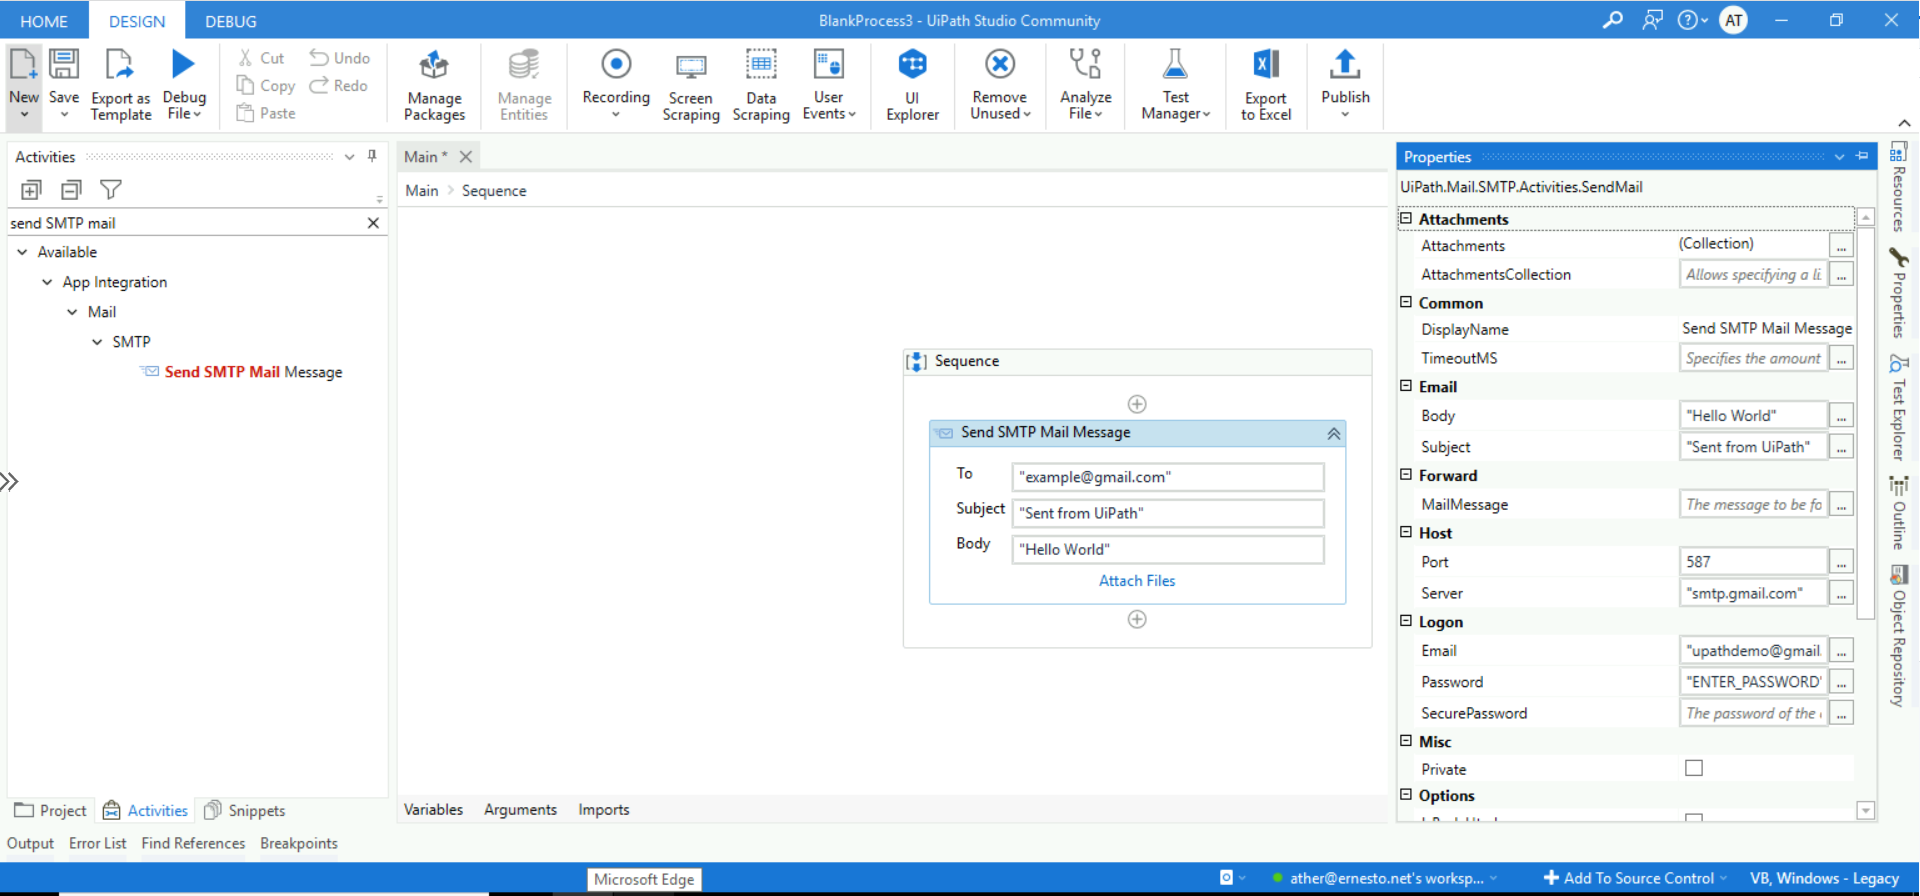 HOME DESIGN DEBUG BlankProcess3 - UiPath Studio Community AT
New Save Export as Template Debug File Cut Copy Paste Undo Redo Manage Packages Manage Entities Recording Screen Scraping Data Scraping User Events UI Explorer Remove Unused Analyze File Test Manager Export to Excel Publish
Activities
send SMTP mail
Available
App Integration
Mail
SMTP
Send SMTP Mail Message
Project Activities Snippets
Main *
Main > Sequence
Sequence
Send SMTP Mail Message
To "example@gmail.com"
Subject "Sent from UiPath"
Body "Hello World"
Attach Files
Variables Arguments Imports
Properties
UiPath.Mail.SMTP.Activities.SendMail
Attachments
Attachments (Collection) ...
AttachmentsCollection Allows specifying a li ...
Common
DisplayName Send SMTP Mail Message
TimeoutMS Specifies the amount ...
Email
Body "Hello World" ...
Subject "Sent from UiPath" ...
Forward
MailMessage The message to be fo ...
Host
Port 587 ...
Server "smtp.gmail.com" ...
Logon
Email "upathdemo@gmail. ...
Password "ENTER_PASSWORD" ...
SecurePassword The password of the ...
Misc
Private
Options
Resources
Properties
Test Explorer
Outline
Object Repository
Output Error List Find References Breakpoints
Microsoft Edge
ather@ernesto.net's worksp... Add To Source Control VB, Windows - Legacy